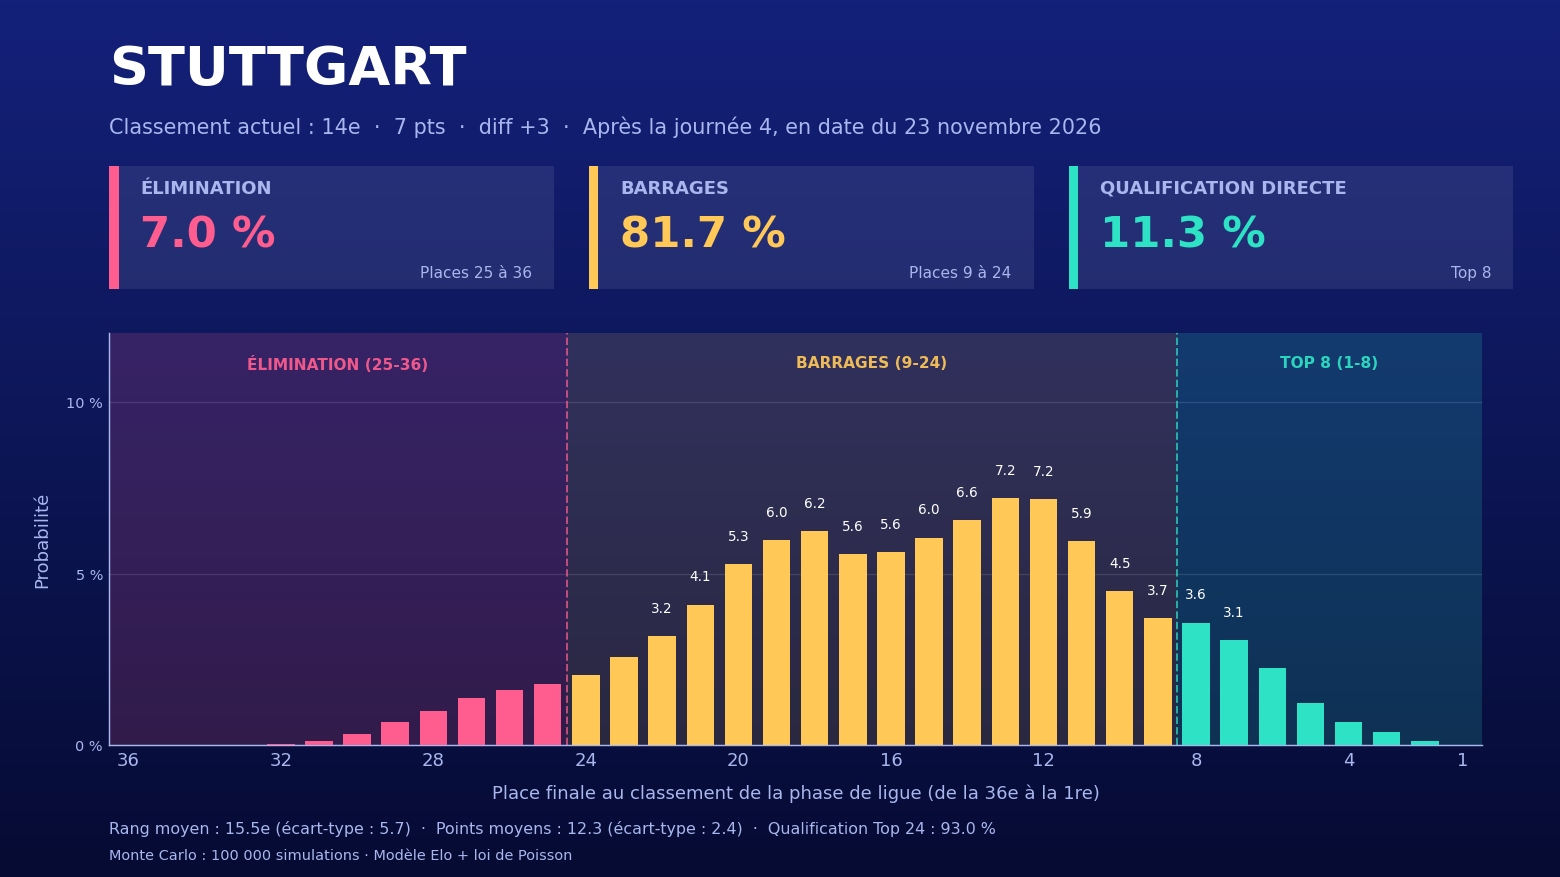 STUTTGART
Classement actuel : 14e · 7 pts · diff +3 · Après la journée 4, en date du 23 novembre 2026
ÉLIMINATION
7.0 %
Places 25 à 36
BARRAGES
81.7 %
Places 9 à 24
QUALIFICATION DIRECTE
11.3 %
Top 8
ÉLIMINATION (25-36)
BARRAGES (9-24)
TOP 8 (1-8)
Probabilité
10 %
5 %
0 %
3.2
4.1
5.3
6.0
6.2
5.6
5.6
6.0
6.6
7.2
7.2
5.9
4.5
3.7
3.6
3.1
36 32 28 24 20 16 12 8 4 1
Place finale au classement de la phase de ligue (de la 36e à la 1re)
Rang moyen : 15.5e (écart-type : 5.7) · Points moyens : 12.3 (écart-type : 2.4) · Qualification Top 24 : 93.0 %
Monte Carlo : 100 000 simulations · Modèle Elo + loi de Poisson